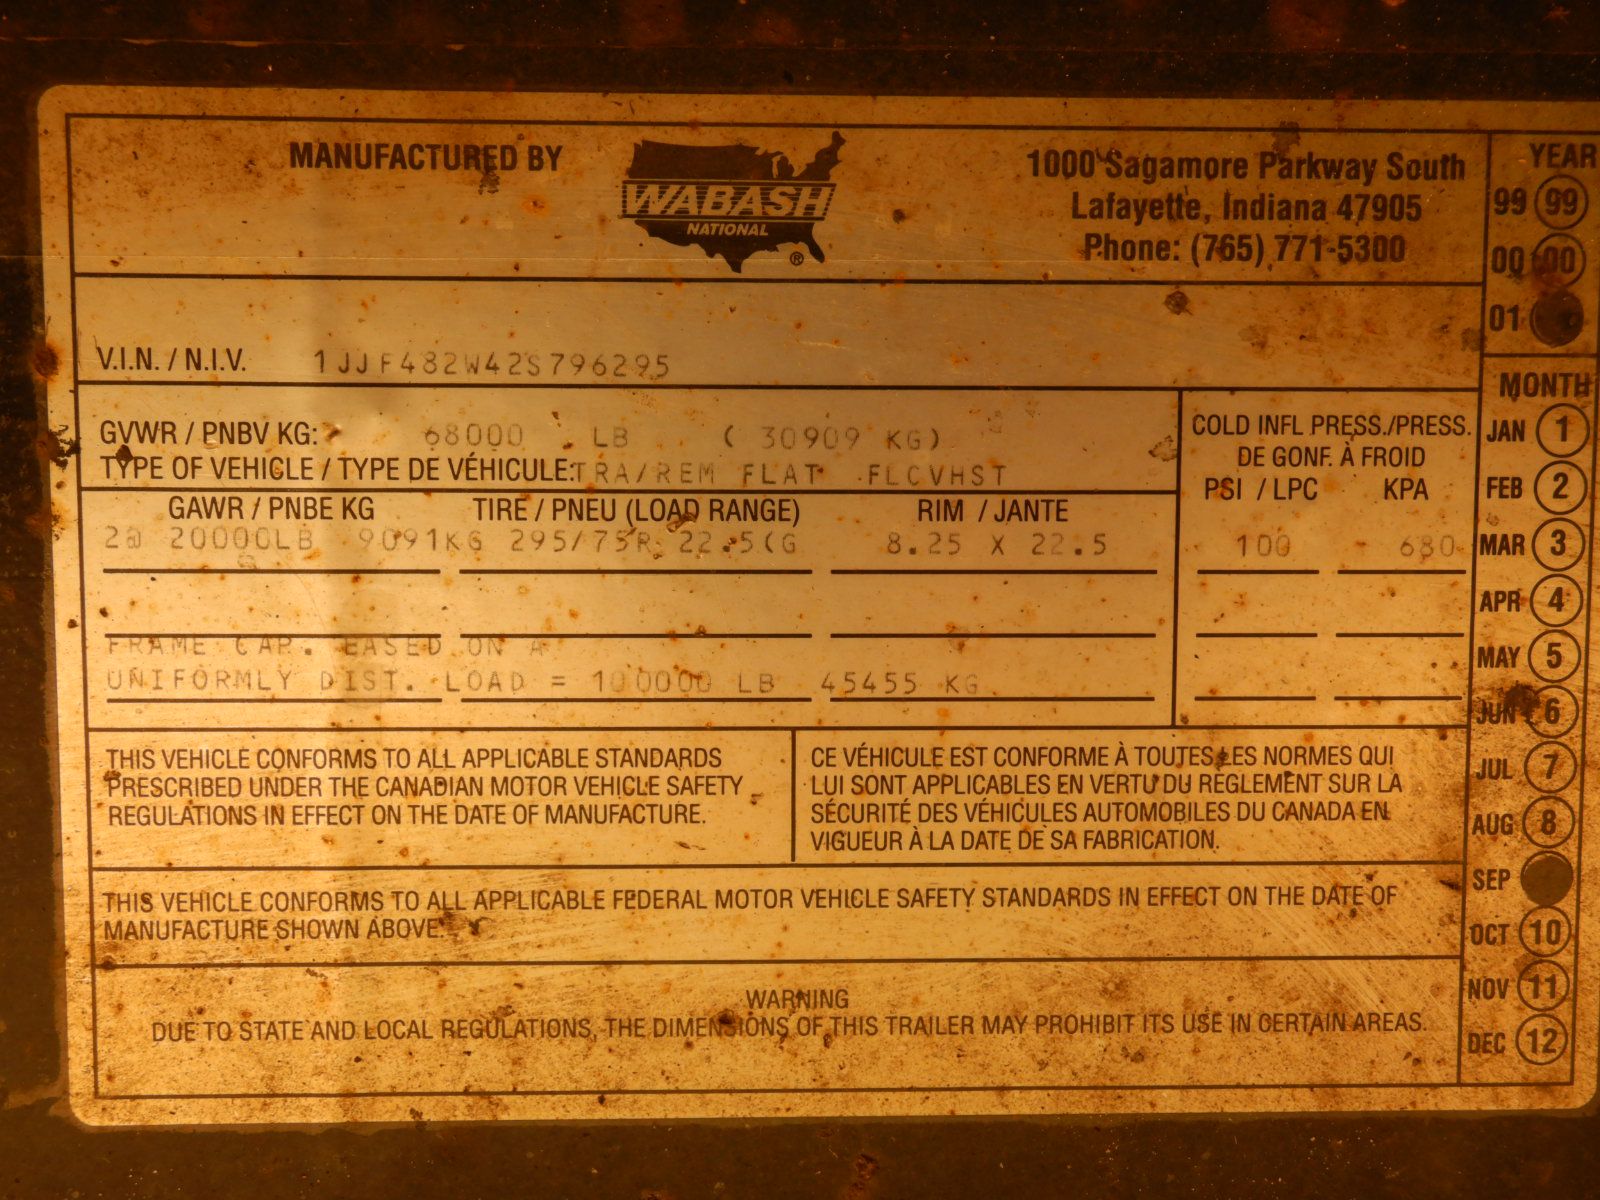 MANUFACTURED BY
WABASH
NATIONAL
®
1000 Sagamore Parkway South
Lafayette, Indiana 47905
Phone: (765) 771-5300
V.I.N. / N.I.V. 1JJF482W42S796295
GVWR / PNBV KG: 68000 LB ( 30909 KG)
TYPE OF VEHICLE / TYPE DE VÉHICULE: TRA/REM FLAT FLCVHST
COLD INFL PRESS./PRESS.
DE GONF. À FROID
GAWR / PNBE KG TIRE / PNEU (LOAD RANGE) RIM / JANTE PSI / LPC KPA
2@ 20000LB 9091KG 295/75R 22.5(G 8.25 X 22.5 100 680
FRAME CAP. BASED ON A
UNIFORMLY DIST. LOAD = 100000 LB 45455 KG
THIS VEHICLE CONFORMS TO ALL APPLICABLE STANDARDS
PRESCRIBED UNDER THE CANADIAN MOTOR VEHICLE SAFETY
REGULATIONS IN EFFECT ON THE DATE OF MANUFACTURE.
CE VÉHICULE EST CONFORME À TOUTES LES NORMES QUI
LUI SONT APPLICABLES EN VERTU DU RÈGLEMENT SUR LA
SÉCURITÉ DES VÉHICULES AUTOMOBILES DU CANADA EN
VIGUEUR À LA DATE DE SA FABRICATION.
THIS VEHICLE CONFORMS TO ALL APPLICABLE FEDERAL MOTOR VEHICLE SAFETY STANDARDS IN EFFECT ON THE DATE OF
MANUFACTURE SHOWN ABOVE.
WARNING
DUE TO STATE AND LOCAL REGULATIONS, THE DIMENSIONS OF THIS TRAILER MAY PROHIBIT ITS USE IN CERTAIN AREAS.
YEAR
99 99
00 00
01
MONTH
JAN 1
FEB 2
MAR 3
APR 4
MAY 5
JUN 6
JUL 7
AUG 8
SEP
OCT 10
NOV 11
DEC 12